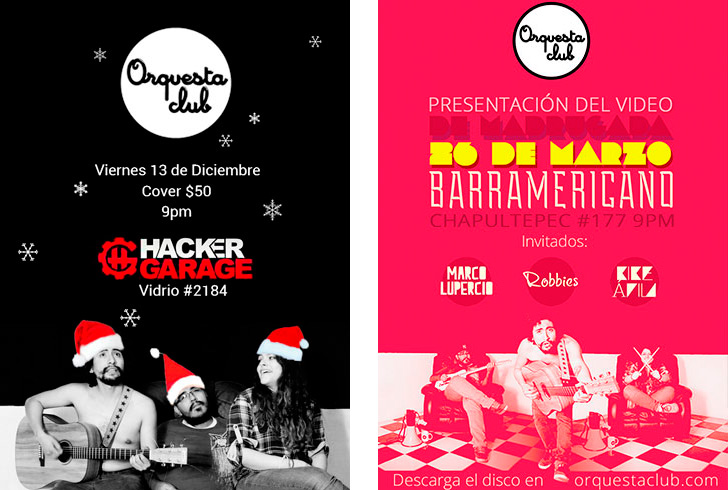 Orquesta
club
Viernes 13 de Diciembre
Cover $50
9pm
HACKER
GARAGE
Vidrio #2184
Orquesta
club
PRESENTACIÓN DEL VIDEO
DE MADRUGADA
26 DE MARZO
BARRAMERICANO
CHAPULTEPEC #177 9PM
Invitados:
MARCO
LUPERCIO
Robbies
KIKE
ÁVILA
Descarga el disco en orquestaclub.com